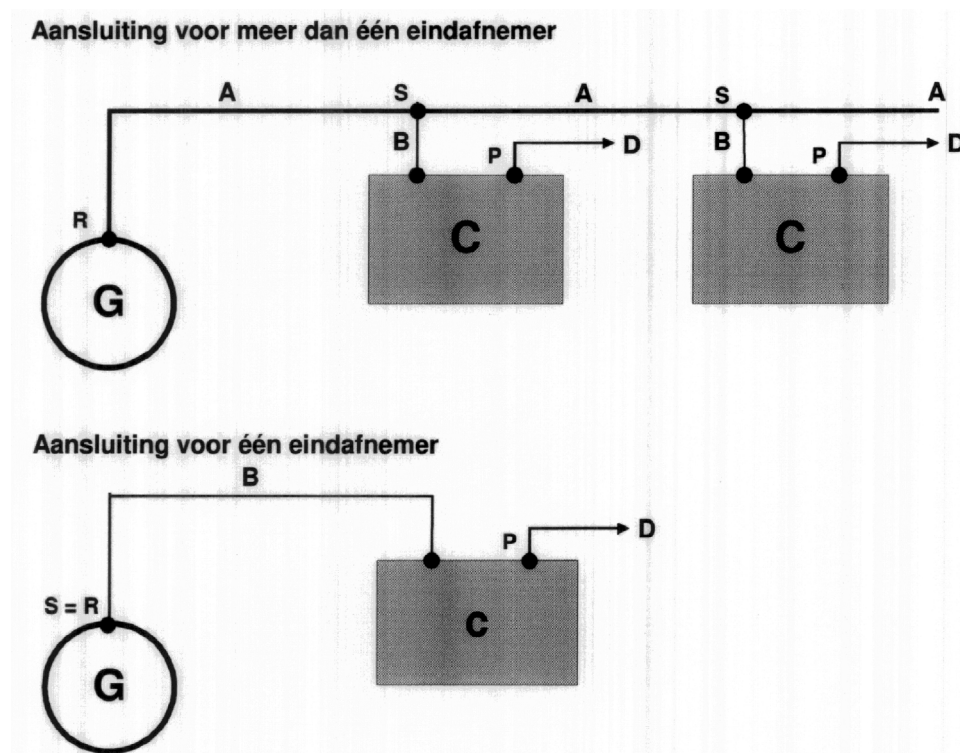 Aansluiting voor meer dan één eindafnemer
A S A S A
B P D B P D
R C C
G
Aansluiting voor één eindafnemer
B
P D
S = R c
G